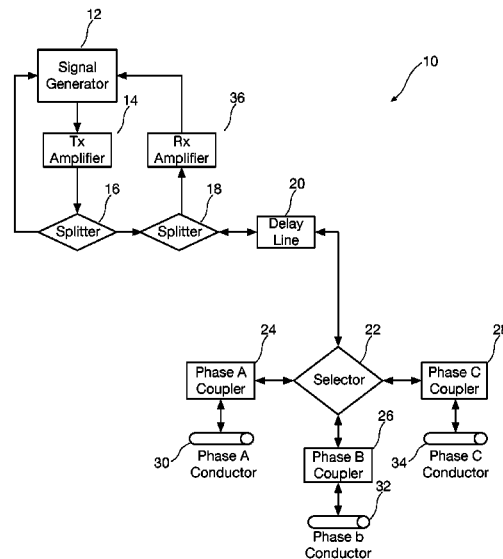 12
Signal
Generator
10
14
36
Tx
Amplifier
Rx
Amplifier
16
18
20
Splitter
Splitter
Delay
Line
24
22
28
Phase A
Coupler
Selector
Phase C
Coupler
26
Phase B
Coupler
30
Phase A
Conductor
34
Phase C
Conductor
32
Phase b
Conductor